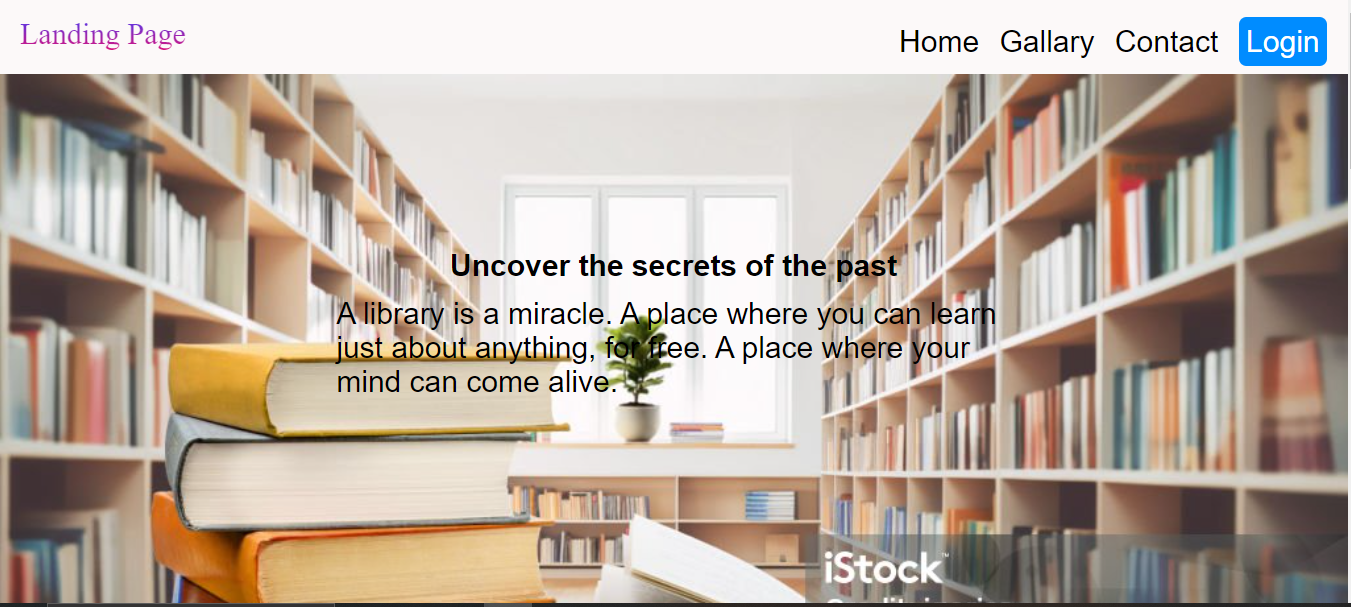 Landing Page
Home Gallary Contact Login
Uncover the secrets of the past
A library is a miracle. A place where you can learn
just about anything, for free. A place where your
mind can come alive.
iStock™